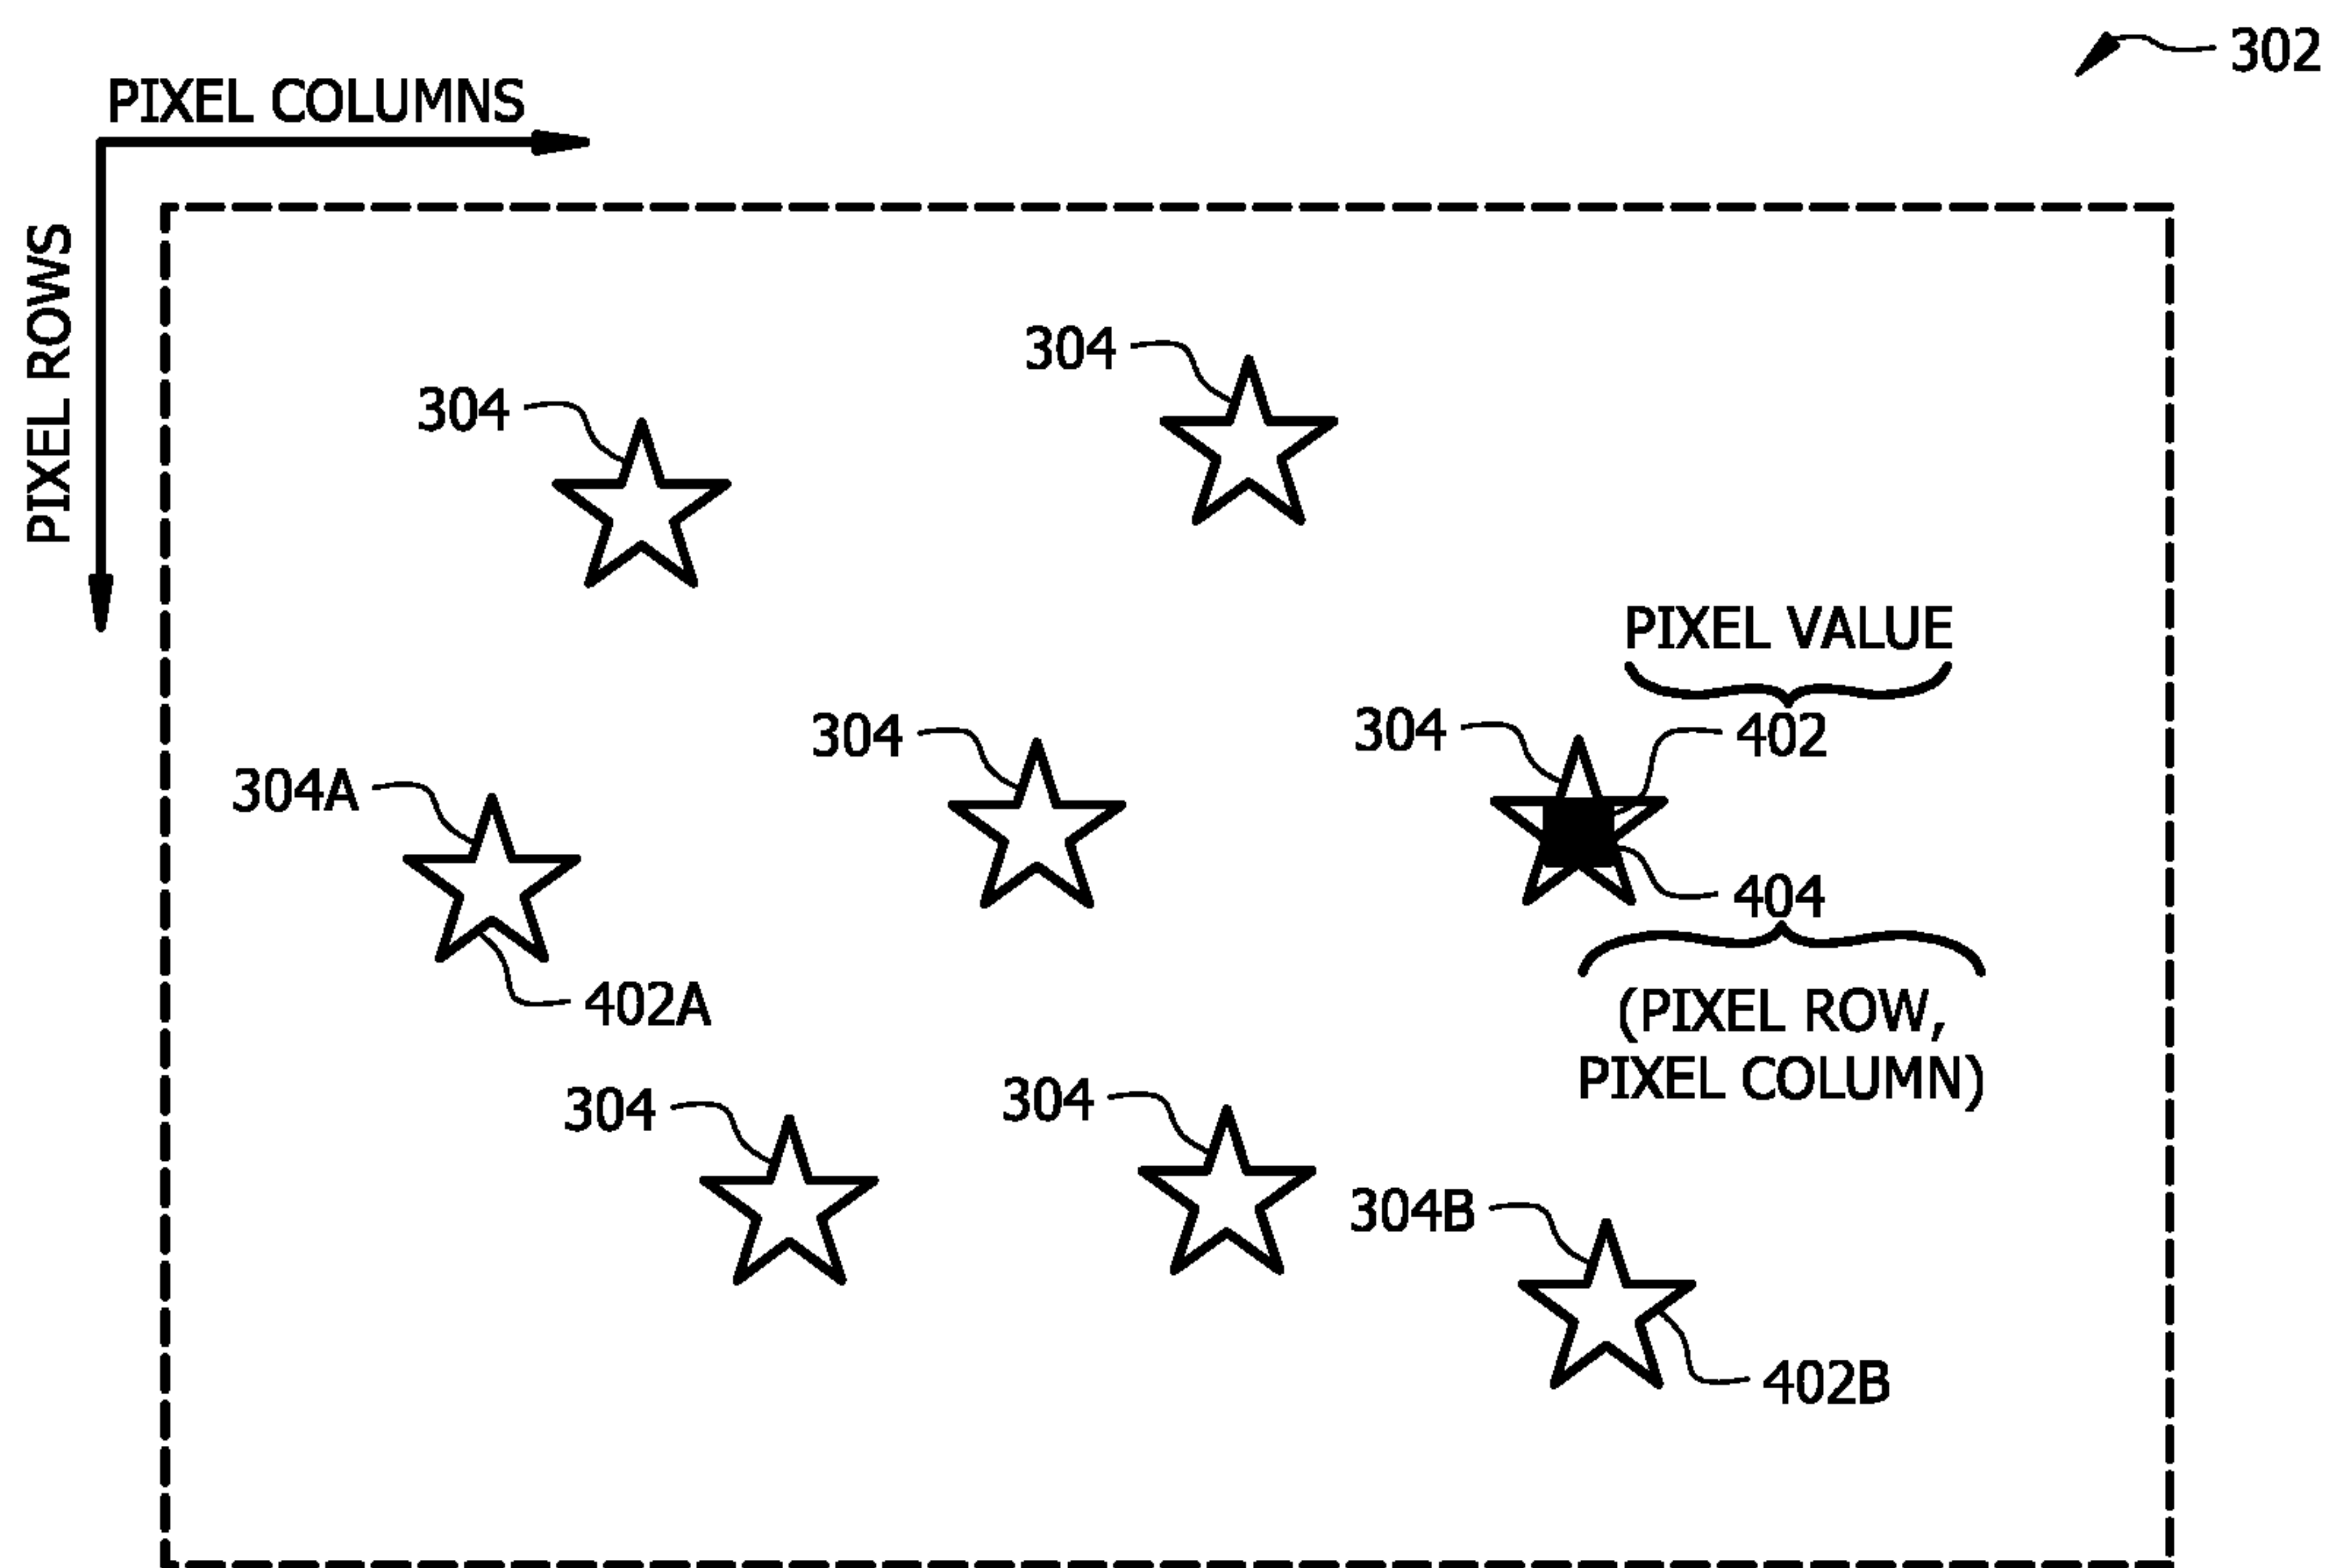 302
PIXEL COLUMNS
PIXEL ROWS
304
304
PIXEL VALUE
304
304
402
304A
404
402A
(PIXEL ROW,
PIXEL COLUMN)
304
304
304B
402B